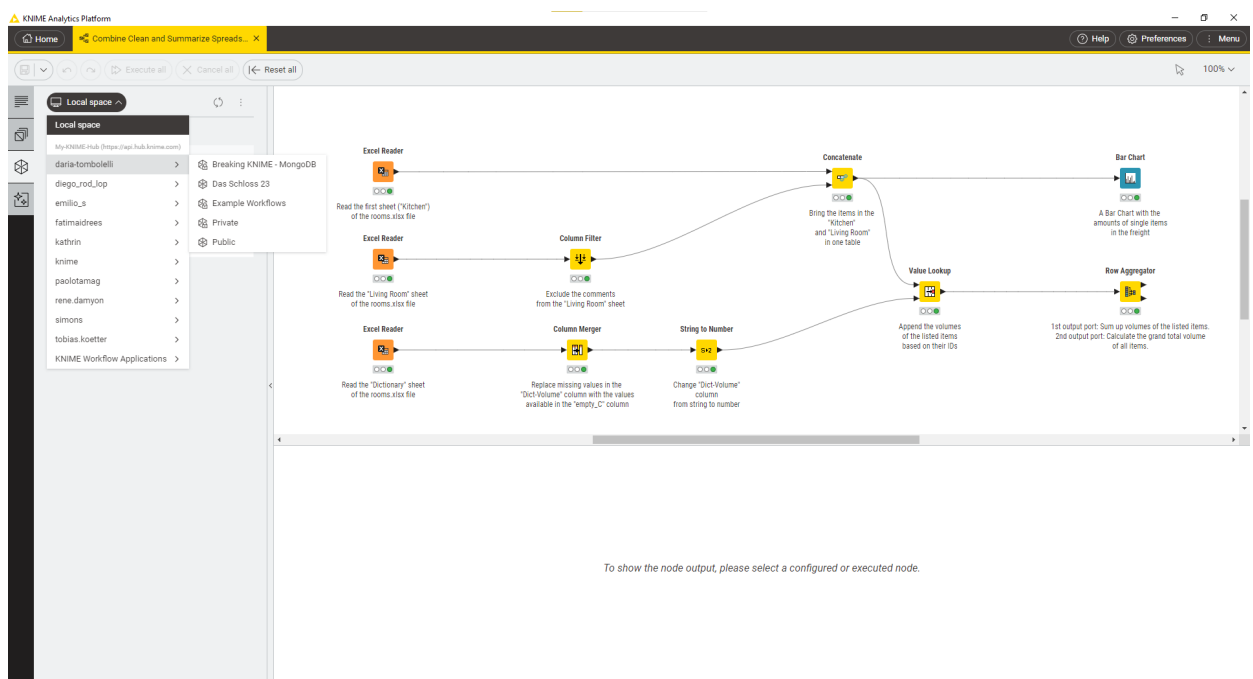 KNIME Analytics Platform
Home
Combine Clean and Summarize Spreads...
Help
Preferences
Menu
Execute all
Cancel all
Reset all
100%
Local space
Local space
My-KNIME-Hub (https://api.hub.knime.com)
daria-tombolelli
diego_rod_lop
emilio_s
fatimaidrees
kathrin
knime
paolotamag
rene.damyon
simons
tobias.koetter
KNIME Workflow Applications
Breaking KNIME - MongoDB
Das Schloss 23
Example Workflows
Private
Public
Excel Reader
Read the first sheet ("Kitchen")
of the rooms.xlsx file
Concatenate
Bring the items in the
"Kitchen"
and "Living Room"
in one table
Bar Chart
A Bar Chart with the
amounts of single items
in the freight
Excel Reader
Read the "Living Room" sheet
of the rooms.xlsx file
Column Filter
Exclude the comments
from the "Living Room" sheet
Value Lookup
Append the volumes
of the listed items
based on their IDs
Row Aggregator
1st output port: Sum up volumes of the listed items.
2nd output port: Calculate the grand total volume
of all items.
Excel Reader
Read the "Dictionary" sheet
of the rooms.xlsx file
Column Merger
Replace missing values in the
"Dict-Volume" column with the values
available in the "empty_C" column
String to Number
S>2
Change "Dict-Volume"
column
from string to number
To show the node output, please select a configured or executed node.